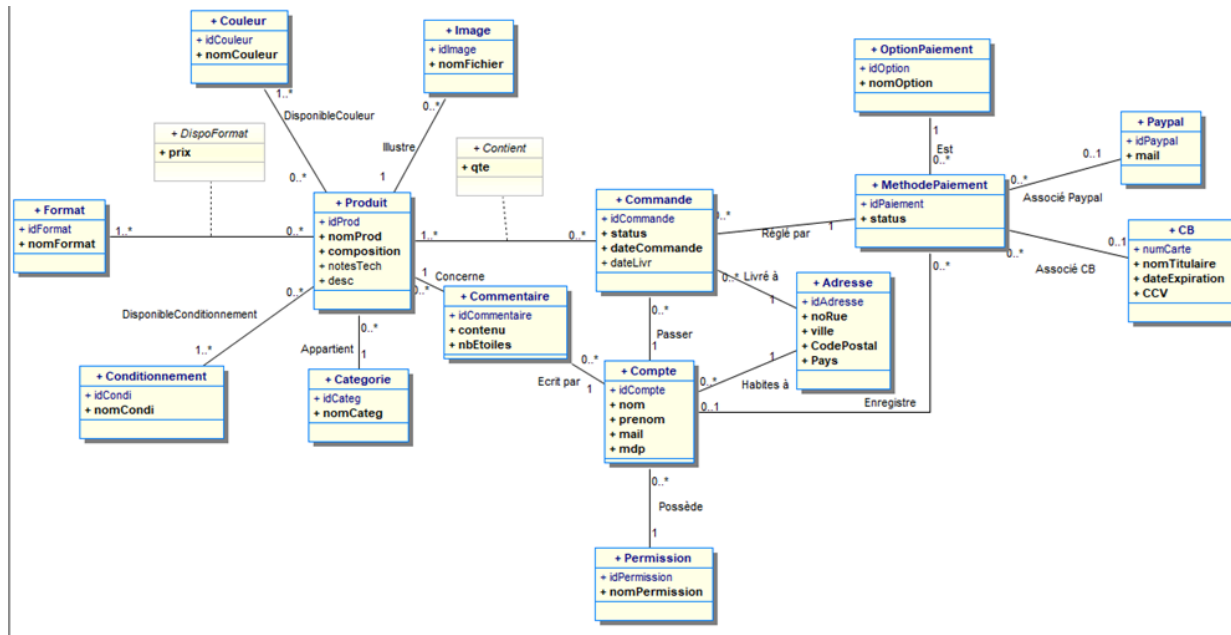 + Couleur
+ idCouleur
+ nomCouleur
1..*
DisponibleCouleur
0..*
+ Image
+ idImage
+ nomFichier
0..*
Illustre
1
+ DispoFormat
+ prix
+ Contient
+ qte
+ OptionPaiement
+ idOption
+ nomOption
1
Est
0..*
+ Paypal
+ idPaypal
+ mail
0..1
0..*
Associé Paypal
+ MethodePaiement
+ idPaiement
+ status
+ Format
+ idFormat
+ nomFormat
1..*
0..*
+ Produit
+ idProd
+ nomProd
+ composition
+ notesTech
+ desc
1..*
0..*
+ Commande
+ idCommande
+ status
+ dateCommande
+ dateLivr
0..*
Réglé par
1
0..*
Associé CB
0..1
+ CB
+ numCarte
+ nomTitulaire
+ dateExpiration
+ CCV
0..*
Livré à
1
+ Adresse
+ idAdresse
+ noRue
+ ville
+ CodePostal
+ Pays
1
Concerne
0..*
+ Commentaire
+ idCommentaire
+ contenu
+ nbEtoiles
0..*
Ecrit par
1
0..*
DisponibleConditionnement
1..*
+ Conditionnement
+ idCondi
+ nomCondi
0..*
Appartient
1
+ Categorie
+ idCateg
+ nomCateg
0..*
Passer
1
1
Habites à
0..*
+ Compte
+ idCompte
+ nom
+ prenom
+ mail
+ mdp
0..*
Enregistre
0..1
0..*
Possède
1
+ Permission
+ idPermission
+ nomPermission